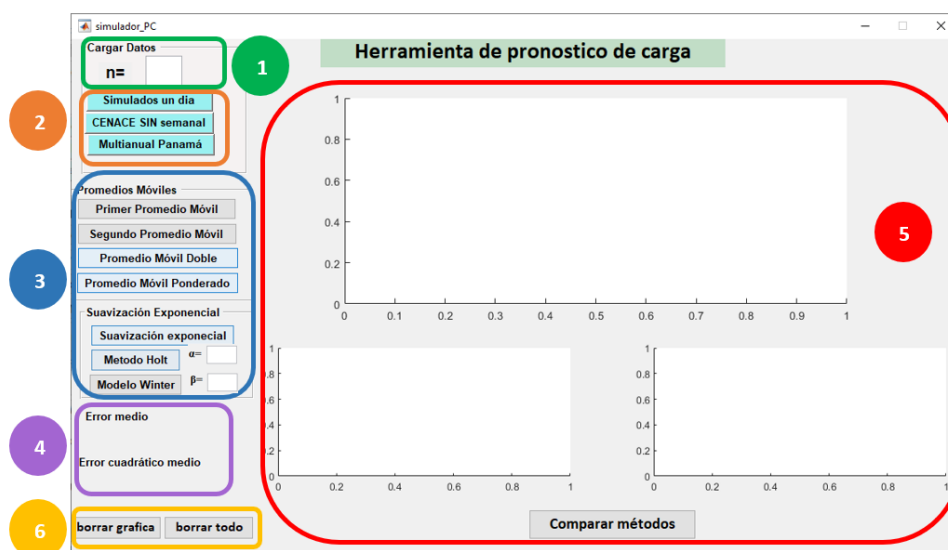 simulador_PC
Cargar Datos
n=
1
Herramienta de pronostico de carga
2
Simulados un dia
CENACE SIN semanal
Multianual Panamá
3
Promedios Móviles
Primer Promedio Móvil
Segundo Promedio Móvil
Promedio Móvil Doble
Promedio Móvil Ponderado
Suavización Exponencial
Suavización exponecial
Metodo Holt
α=
Modelo Winter
β=
4
Error medio
Error cuadrático medio
6
borrar grafica
borrar todo
5
1
0.8
0.6
0.4
0.2
0
0 0.1 0.2 0.3 0.4 0.5 0.6 0.7 0.8 0.9 1
1
0.8
0.6
0.4
0.2
0
0 0.2 0.4 0.6 0.8 1
1
0.8
0.6
0.4
0.2
0
0 0.2 0.4 0.6 0.8 1
Comparar métodos